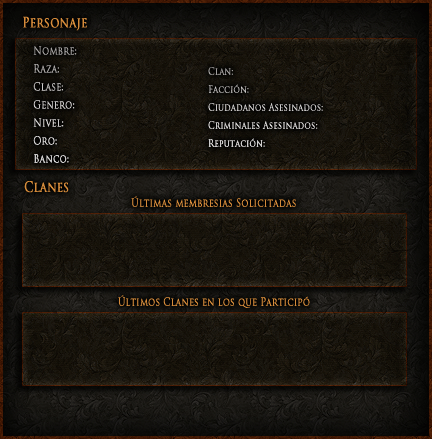 Personaje
Nombre:
Raza:
Clase:
Genero:
Nivel:
Oro:
Banco:
Clan:
Facción:
Ciudadanos Asesinados:
Criminales Asesinados:
Reputación:
Clanes
Últimas membresias Solicitadas
Últimos Clanes en los que Participó